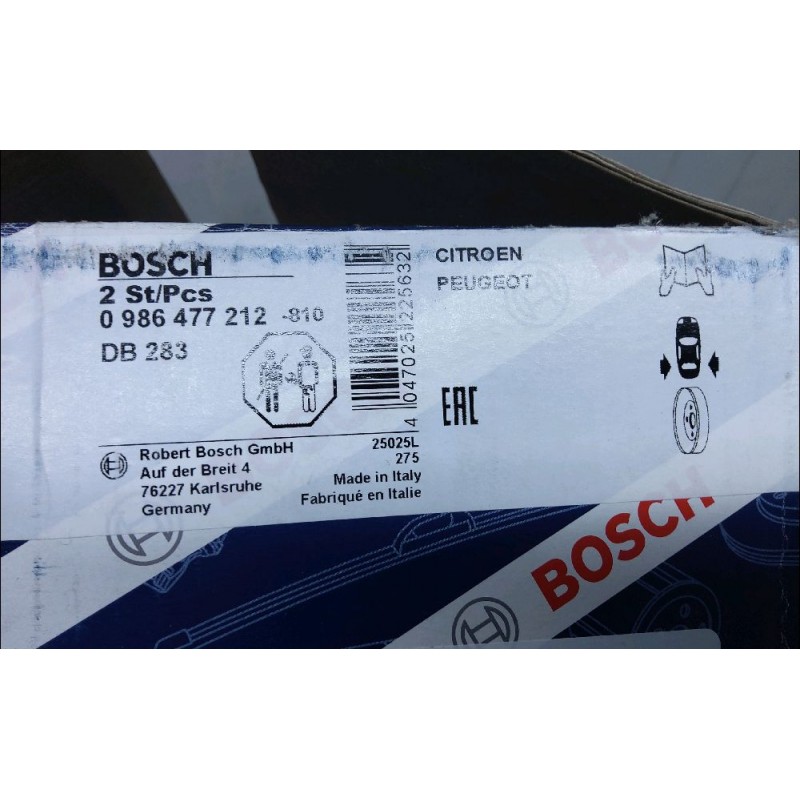 BOSCH
2 St/Pcs
0 986 477 212 -810
DB 283
4 047025 225632
CITROEN
PEUGEOT
EAC
Robert Bosch GmbH
Auf der Breit 4
76227 Karlsruhe
Germany
25025L
275
Made in Italy
Fabriqué en Italie
BOSCH
BOSCH